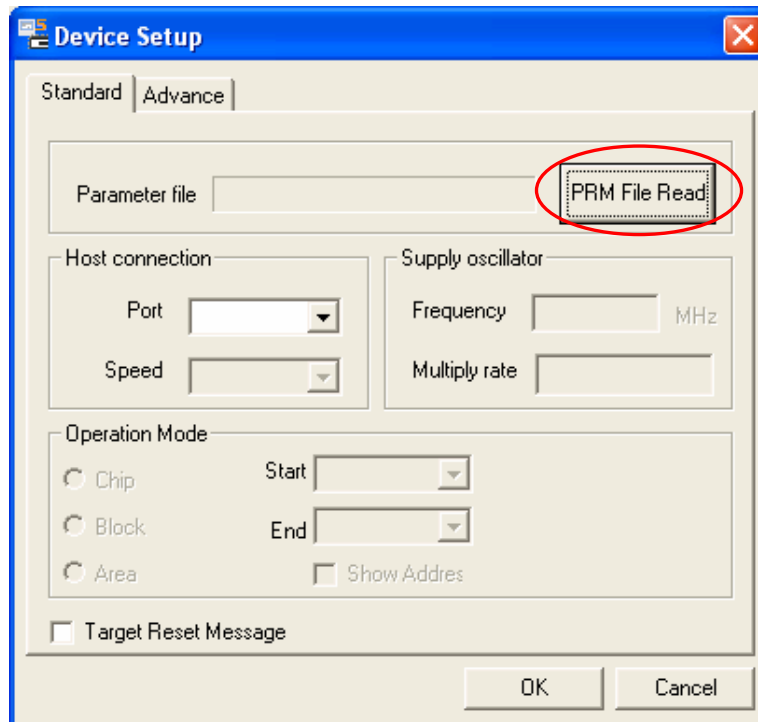 Device Setup
Standard Advance
Parameter file PRM File Read
Host connection
Port
Speed
Supply oscillator
Frequency MHz
Multiply rate
Operation Mode
Chip Start
Block End
Area Show Addres
Target Reset Message
OK Cancel